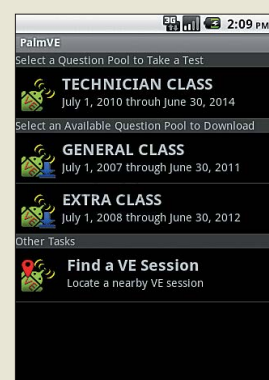 3G 2:09 PM
PalmVE
Select a Question Pool to Take a Test
TECHNICIAN CLASS
July 1, 2010 throuh June 30, 2014
Select an Available Question Pool to Download
GENERAL CLASS
July 1, 2007 through June 30, 2011
EXTRA CLASS
July 1, 2008 through June 30, 2012
Other Tasks
Find a VE Session
Locate a nearby VE session